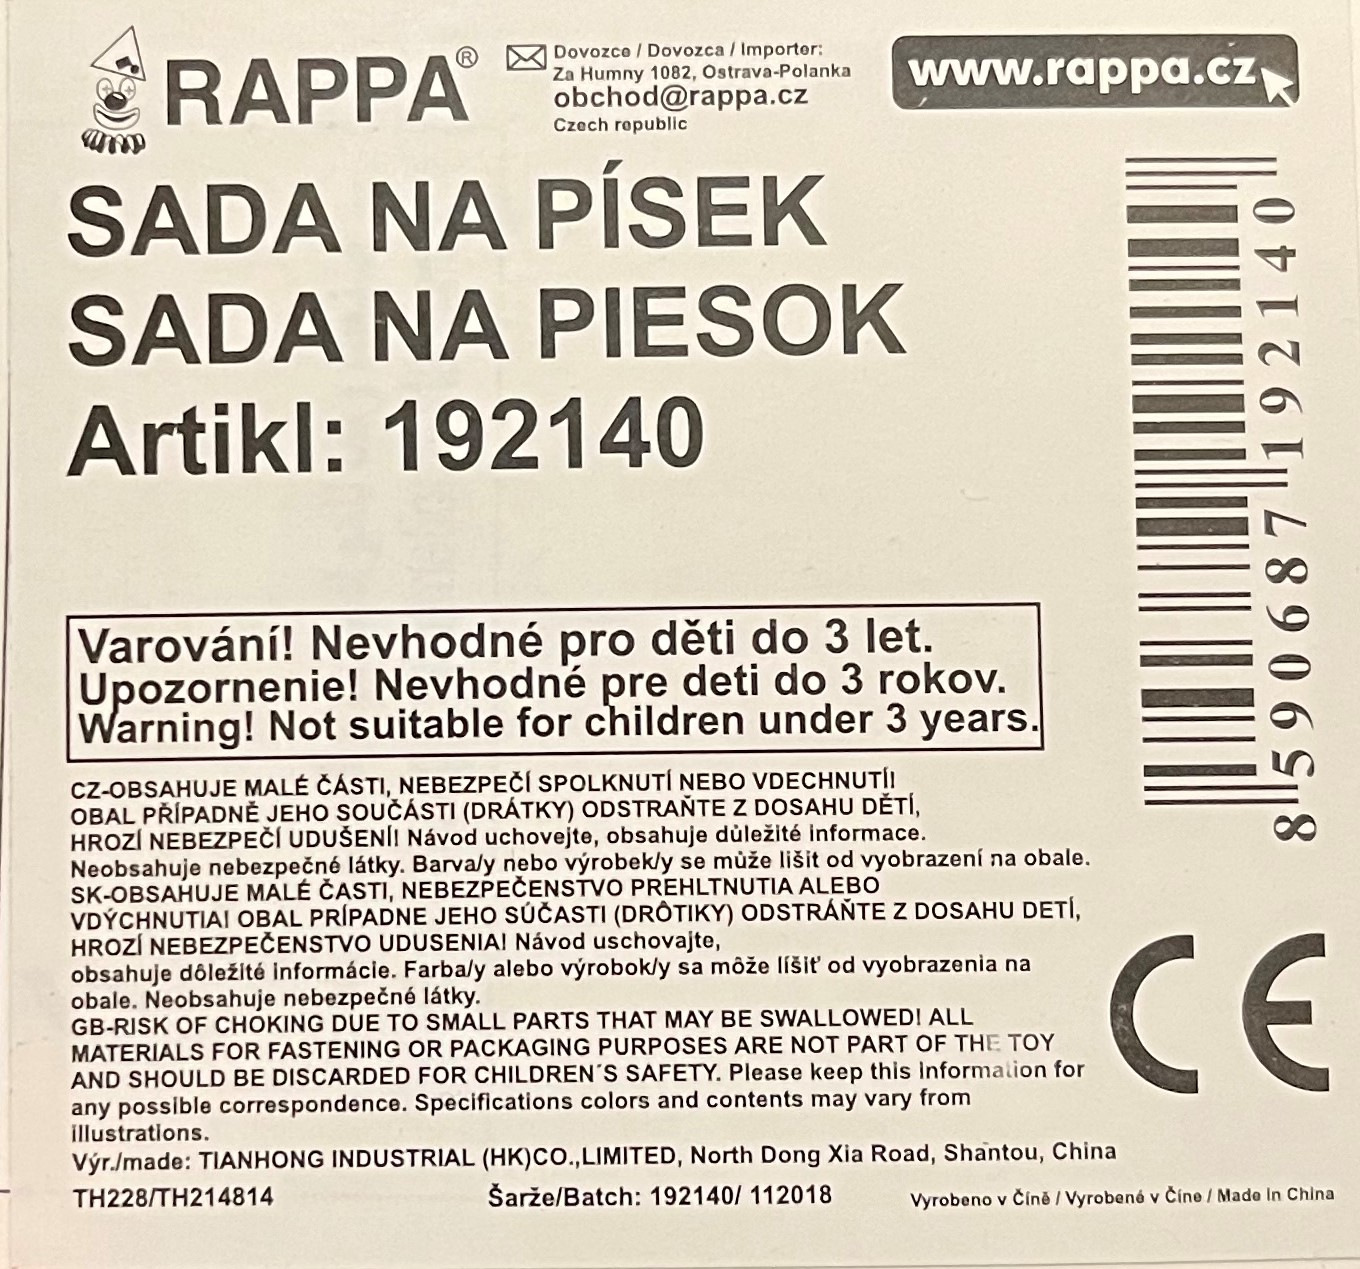 RAPPA®
Dovozce / Dovozca / Importer:
Za Humny 1082, Ostrava-Polanka
obchod@rappa.cz
Czech republic
www.rappa.cz
SADA NA PÍSEK
SADA NA PIESOK
Artikl: 192140
8 590687 192140
Varování! Nevhodné pro děti do 3 let.
Upozornenie! Nevhodné pre deti do 3 rokov.
Warning! Not suitable for children under 3 years.
CZ-OBSAHUJE MALÉ ČÁSTI, NEBEZPEČÍ SPOLKNUTÍ NEBO VDECHNUTÍ!
OBAL PŘÍPADNĚ JEHO SOUČÁSTI (DRÁTKY) ODSTRAŇTE Z DOSAHU DĚTÍ,
HROZÍ NEBEZPEČÍ UDUŠENÍ! Návod uchovejte, obsahuje důležité informace.
Neobsahuje nebezpečné látky. Barva/y nebo výrobek/y se může lišit od vyobrazení na obale.
SK-OBSAHUJE MALÉ ČASTI, NEBEZPEČENSTVO PREHLTNUTIA ALEBO
VDÝCHNUTIA! OBAL PRÍPADNE JEHO SÚČASTI (DRÔTIKY) ODSTRÁŇTE Z DOSAHU DETÍ,
HROZÍ NEBEZPEČENSTVO UDUSENIA! Návod uschovajte,
obsahuje dôležité informácie. Farba/y alebo výrobok/y sa môže líšiť od vyobrazenia na
obale. Neobsahuje nebezpečné látky.
GB-RISK OF CHOKING DUE TO SMALL PARTS THAT MAY BE SWALLOWED! ALL
MATERIALS FOR FASTENING OR PACKAGING PURPOSES ARE NOT PART OF THE TOY
AND SHOULD BE DISCARDED FOR CHILDREN´S SAFETY. Please keep this information for
any possible correspondence. Specifications colors and contents may vary from
illustrations.
CE
Výr./made: TIANHONG INDUSTRIAL (HK)CO.,LIMITED, North Dong Xia Road, Shantou, China
TH228/TH214814
Šarže/Batch: 192140/ 112018
Vyrobeno v Číně / Vyrobené v Číne / Made in China